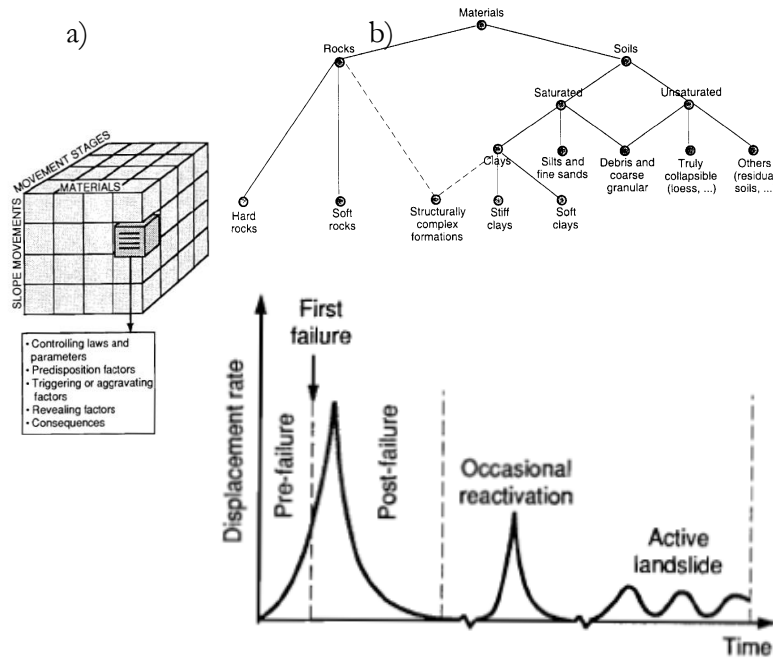 a)
b)
MOVEMENT STAGES
MATERIALS
SLOPE MOVEMENTS
• Controlling laws and
parameters
• Predisposition factors
• Triggering or aggravating
factors
• Revealing factors
• Consequences
Materials
Rocks
Soils
Saturated
Unsaturated
Clays
Silts and
fine sands
Debris and
coarse
granular
Truly
collapsible
(loess, ...)
Others
(residua
soils, ...
Hard
rocks
Soft
rocks
Structurally
complex
formations
Stiff
clays
Soft
clays
First
failure
Displacement rate
Pre-failure
Post-failure
Occasional
reactivation
Active
landslide
Time